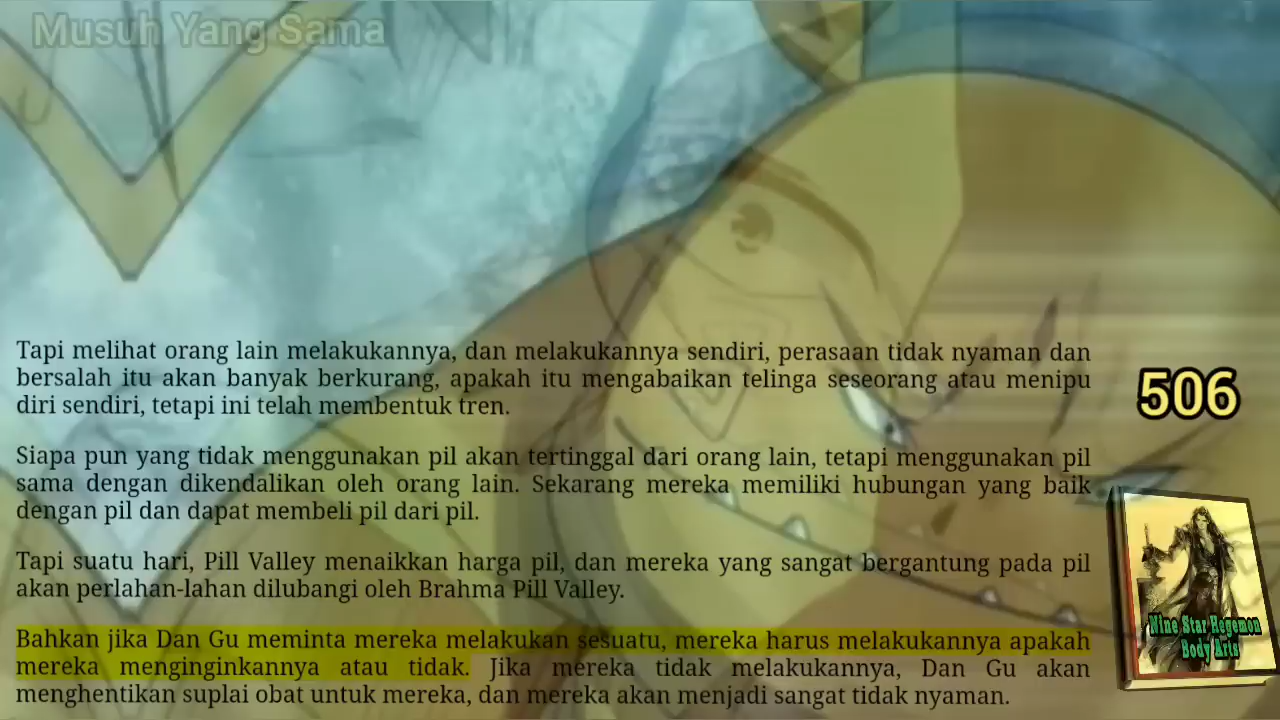 Musuh Yang Sama
Tapi melihat orang lain melakukannya, dan melakukannya sendiri, perasaan tidak nyaman dan
bersalah itu akan banyak berkurang, apakah itu mengabaikan telinga seseorang atau menipu
diri sendiri, tetapi ini telah membentuk tren.
506
Siapa pun yang tidak menggunakan pil akan tertinggal dari orang lain, tetapi menggunakan pil
sama dengan dikendalikan oleh orang lain. Sekarang mereka memiliki hubungan yang baik
dengan pil dan dapat membeli pil dari pil.
Tapi suatu hari, Pill Valley menaikkan harga pil, dan mereka yang sangat bergantung pada pil
akan perlahan-lahan dilubangi oleh Brahma Pill Valley.
Bahkan jika Dan Gu meminta mereka melakukan sesuatu, mereka harus melakukannya apakah
mereka menginginkannya atau tidak. Jika mereka tidak melakukannya, Dan Gu akan
menghentikan suplai obat untuk mereka, dan mereka akan menjadi sangat tidak nyaman.
Nine Star Hegemon
Body Arts